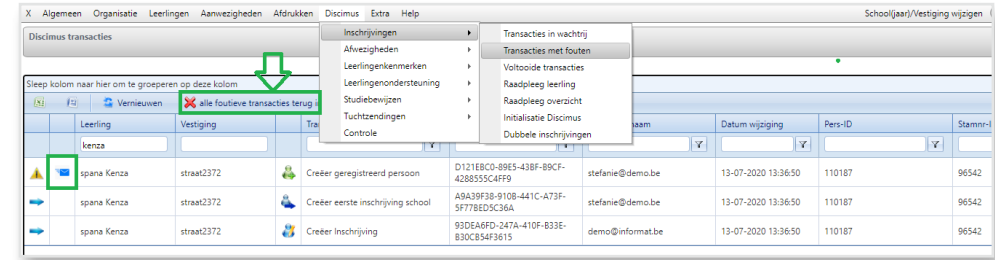 X Algemeen Organisatie Leerlingen Aanwezigheden Afdrukken Discimus Extra Help School(jaar)/Vestiging wijzigen
Discimus transacties
Inschrijvingen
Afwezigheden
Leerlingenkenmerken
Leerlingenondersteuning
Studiebewijzen
Tuchtzendingen
Controle
Transacties in wachtrij
Transacties met fouten
Voltooide transacties
Raadpleeg leerling
Raadpleeg overzicht
Initialisatie Discimus
Dubbele inschrijvingen
Sleep kolom naar hier om te groeperen op deze kolom
Vernieuwen alle foutieve transacties terug i
Leerling Vestiging Tra naam Datum wijziging Pers-ID Stamnr-I
kenza
spana Kenza straat2372 Creëer geregistreerd persoon D121EBC0-89E5-43BF-89CF-4288555C4FF9 stefanie@demo.be 13-07-2020 13:36:50 110187 96542
spana Kenza straat2372 Creëer eerste inschrijving school A9A39F38-910B-441C-A73F-5F77BED5C36A stefanie@demo.be 13-07-2020 13:36:50 110187 96542
spana Kenza straat2372 Creëer Inschrijving 93DEA6FD-247A-410F-B33E-B30CB54F3615 demo@informat.be 13-07-2020 13:36:50 110187 96542